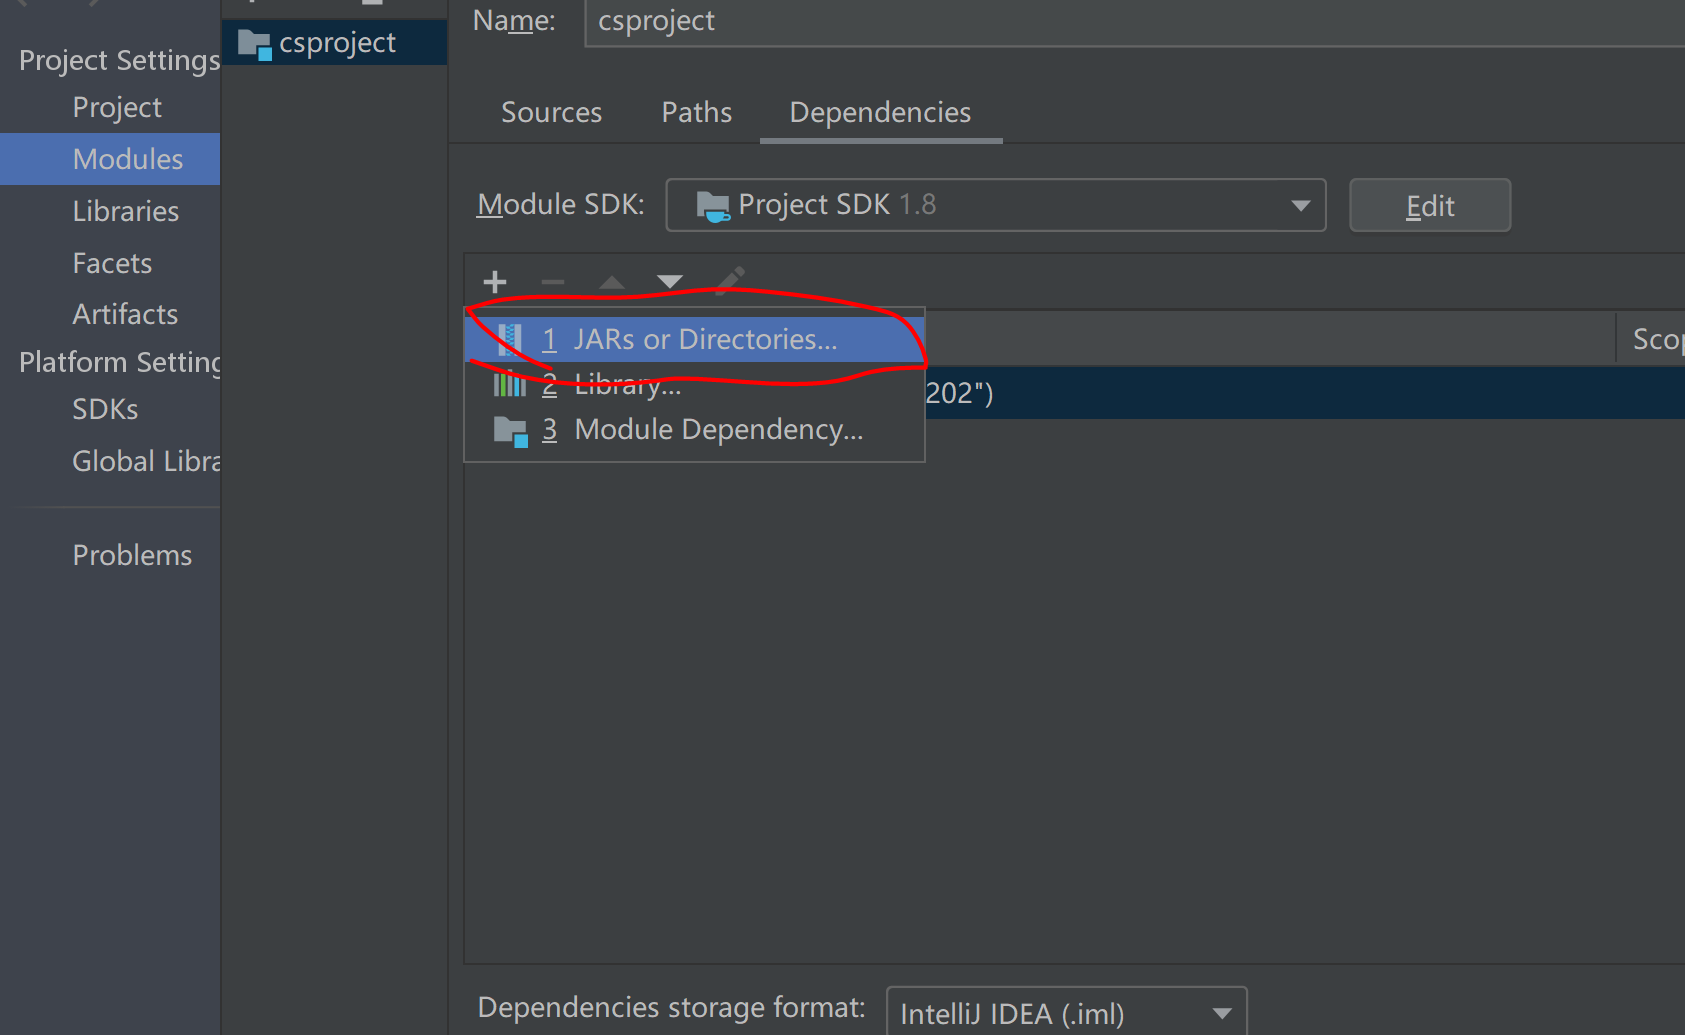 Name: csproject
csproject
Project Settings
Project
Modules
Libraries
Facets
Artifacts
Platform Setting
SDKs
Global Libra
Problems
Sources Paths Dependencies
Module SDK: Project SDK 1.8 Edit
1 JARs or Directories...
2 Library...
3 Module Dependency...
Scop
202")
Dependencies storage format: IntelliJ IDEA (.iml)